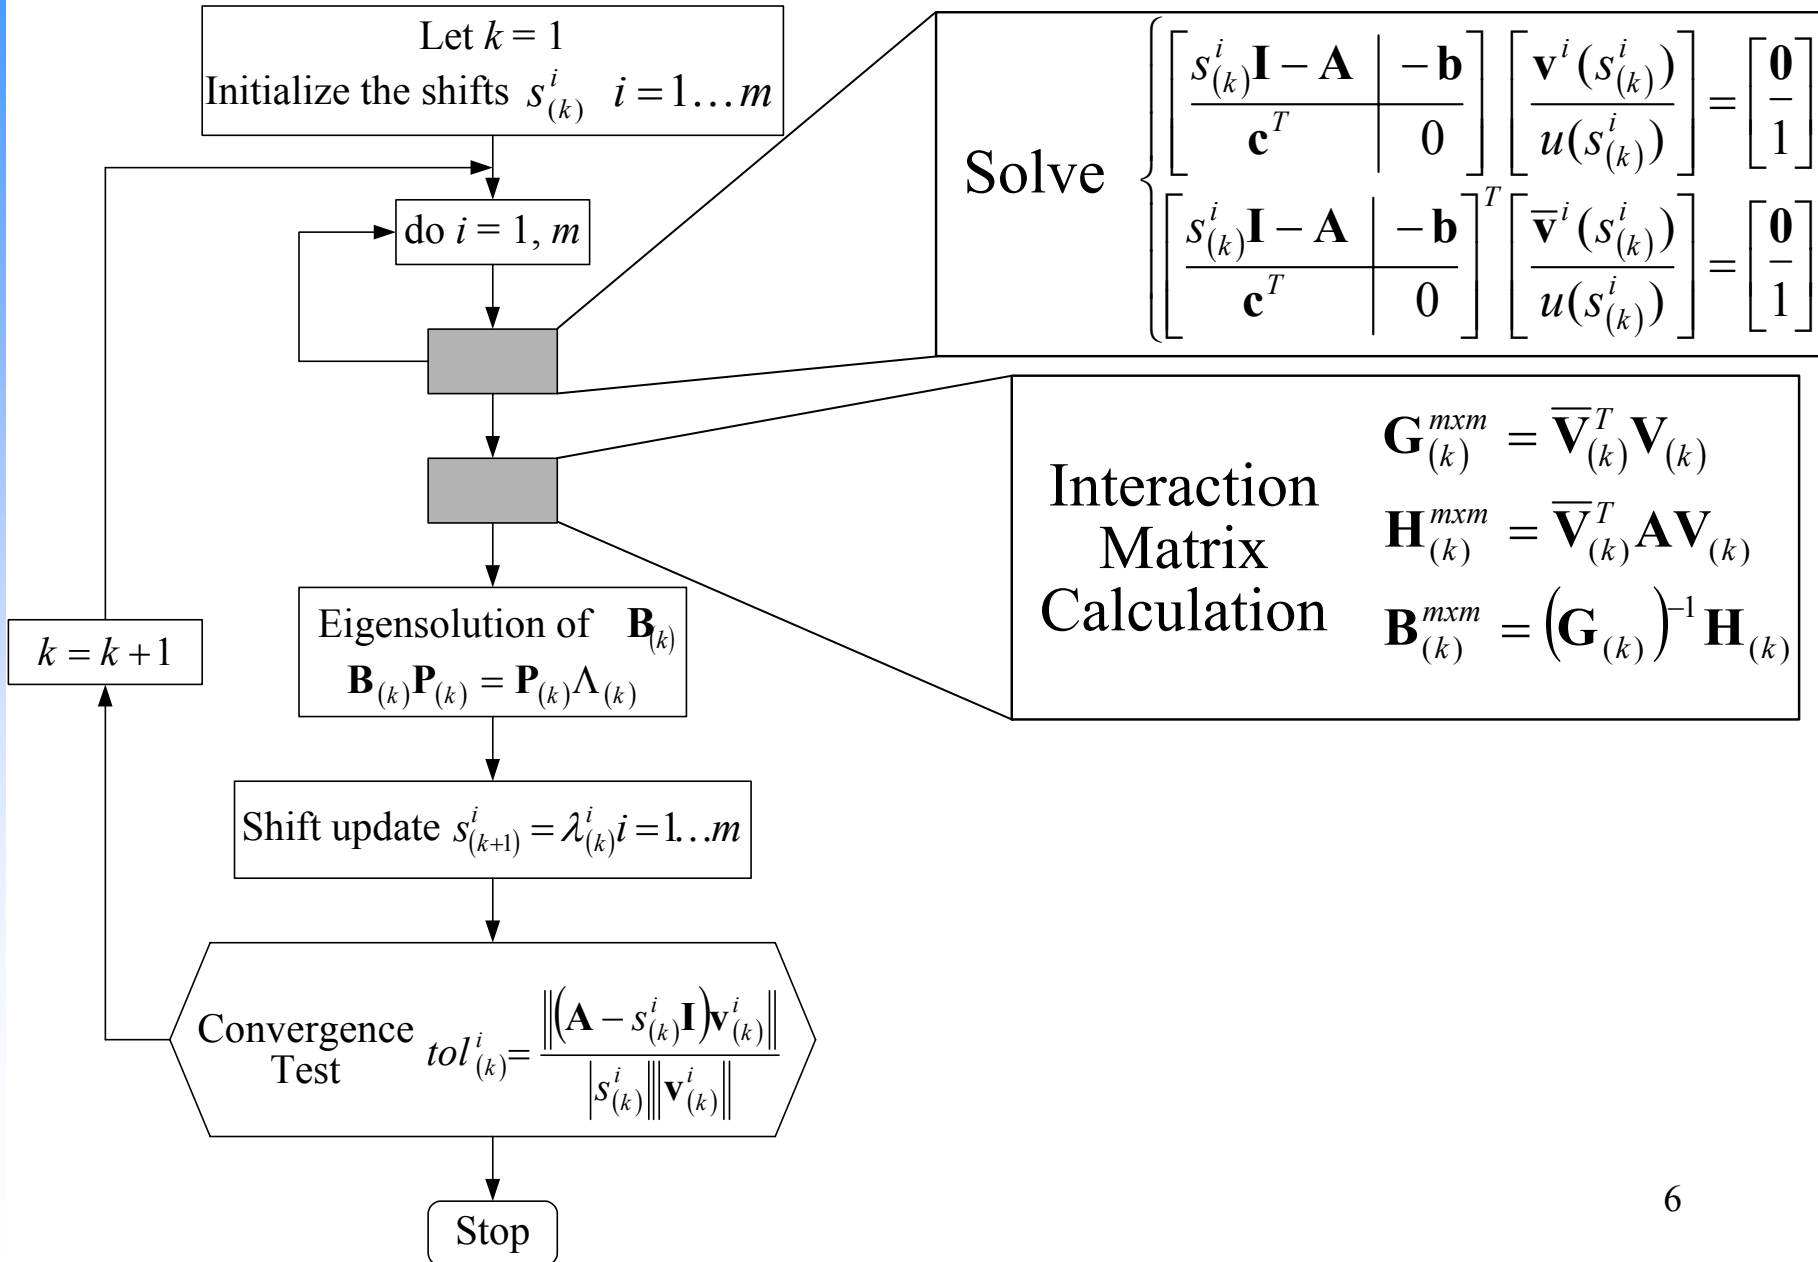 Let k = 1
Initialize the shifts s^i_(k) i = 1…m
do i = 1, m
Solve { [ s^i_(k) I − A | − b ; c^T | 0 ] [ v^i (s^i_(k)) ; u(s^i_(k)) ] = [ 0 ; 1 ]
[ s^i_(k) I − A | − b ; c^T | 0 ]^T [ v̅^i (s^i_(k)) ; u(s^i_(k)) ] = [ 0 ; 1 ]
Interaction
Matrix
Calculation
G^mxm_(k) = V̅^T_(k) V_(k)
H^mxm_(k) = V̅^T_(k) A V_(k)
B^mxm_(k) = (G_(k))^−1 H_(k)
Eigensolution of B_(k)
B_(k) P_(k) = P_(k) Λ_(k)
k = k + 1
Shift update s^i_(k+1) = λ^i_(k) i = 1…m
Convergence
Test
tol^i_(k) = ‖(A − s^i_(k) I) v^i_(k)‖ / |s^i_(k)| ‖v^i_(k)‖
Stop
6